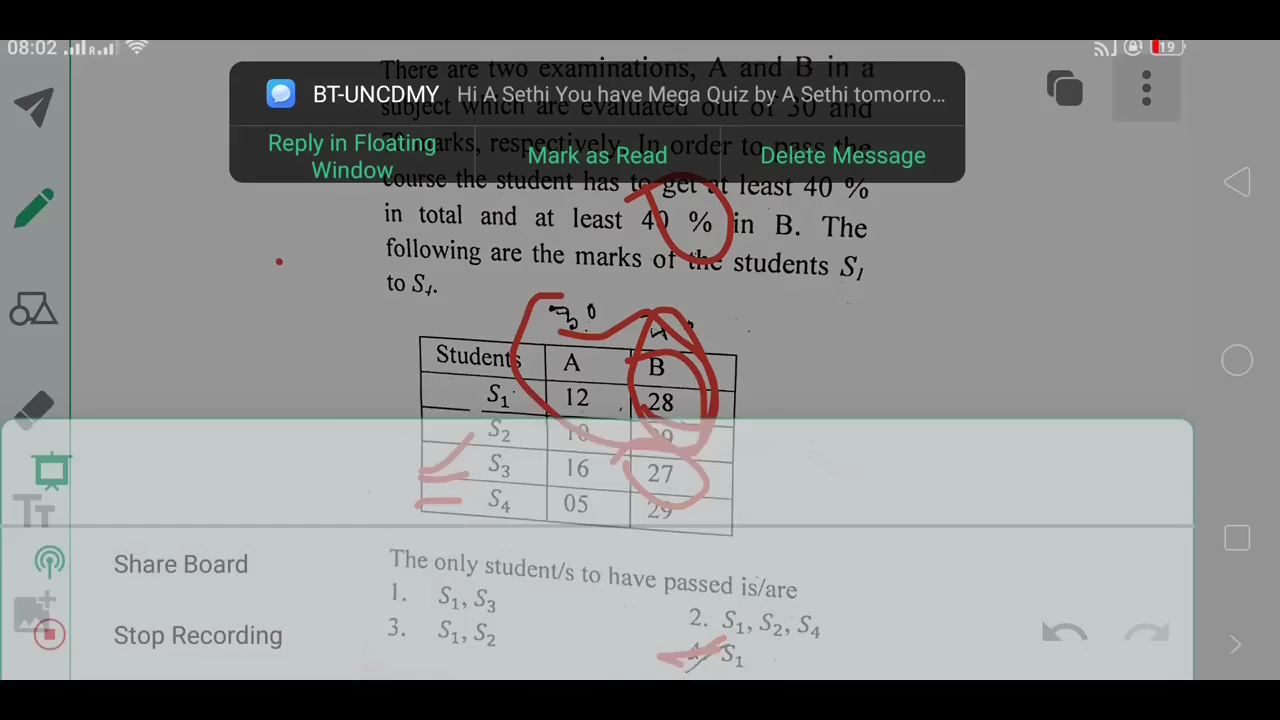 08:02
19
There are two examinations, A and B in a
BT-UNCDMY Hi A Sethi You have Mega Quiz by A Sethi tomorro...
subject which are evaluated out of 30 and
marks, respectively. In order to pass the
Reply in Floating Window
Mark as Read
Delete Message
course the student has to get at least 40 %
in total and at least 40 % in B. The
following are the marks of the students S1
to S4.
30
Students A B
S1 12 28
S2 10
S3 16 27
S4 05 29
The only student/s to have passed is/are
1. S1, S3
2. S1, S2, S4
3. S1, S2
S1
Tт
Share Board
Stop Recording